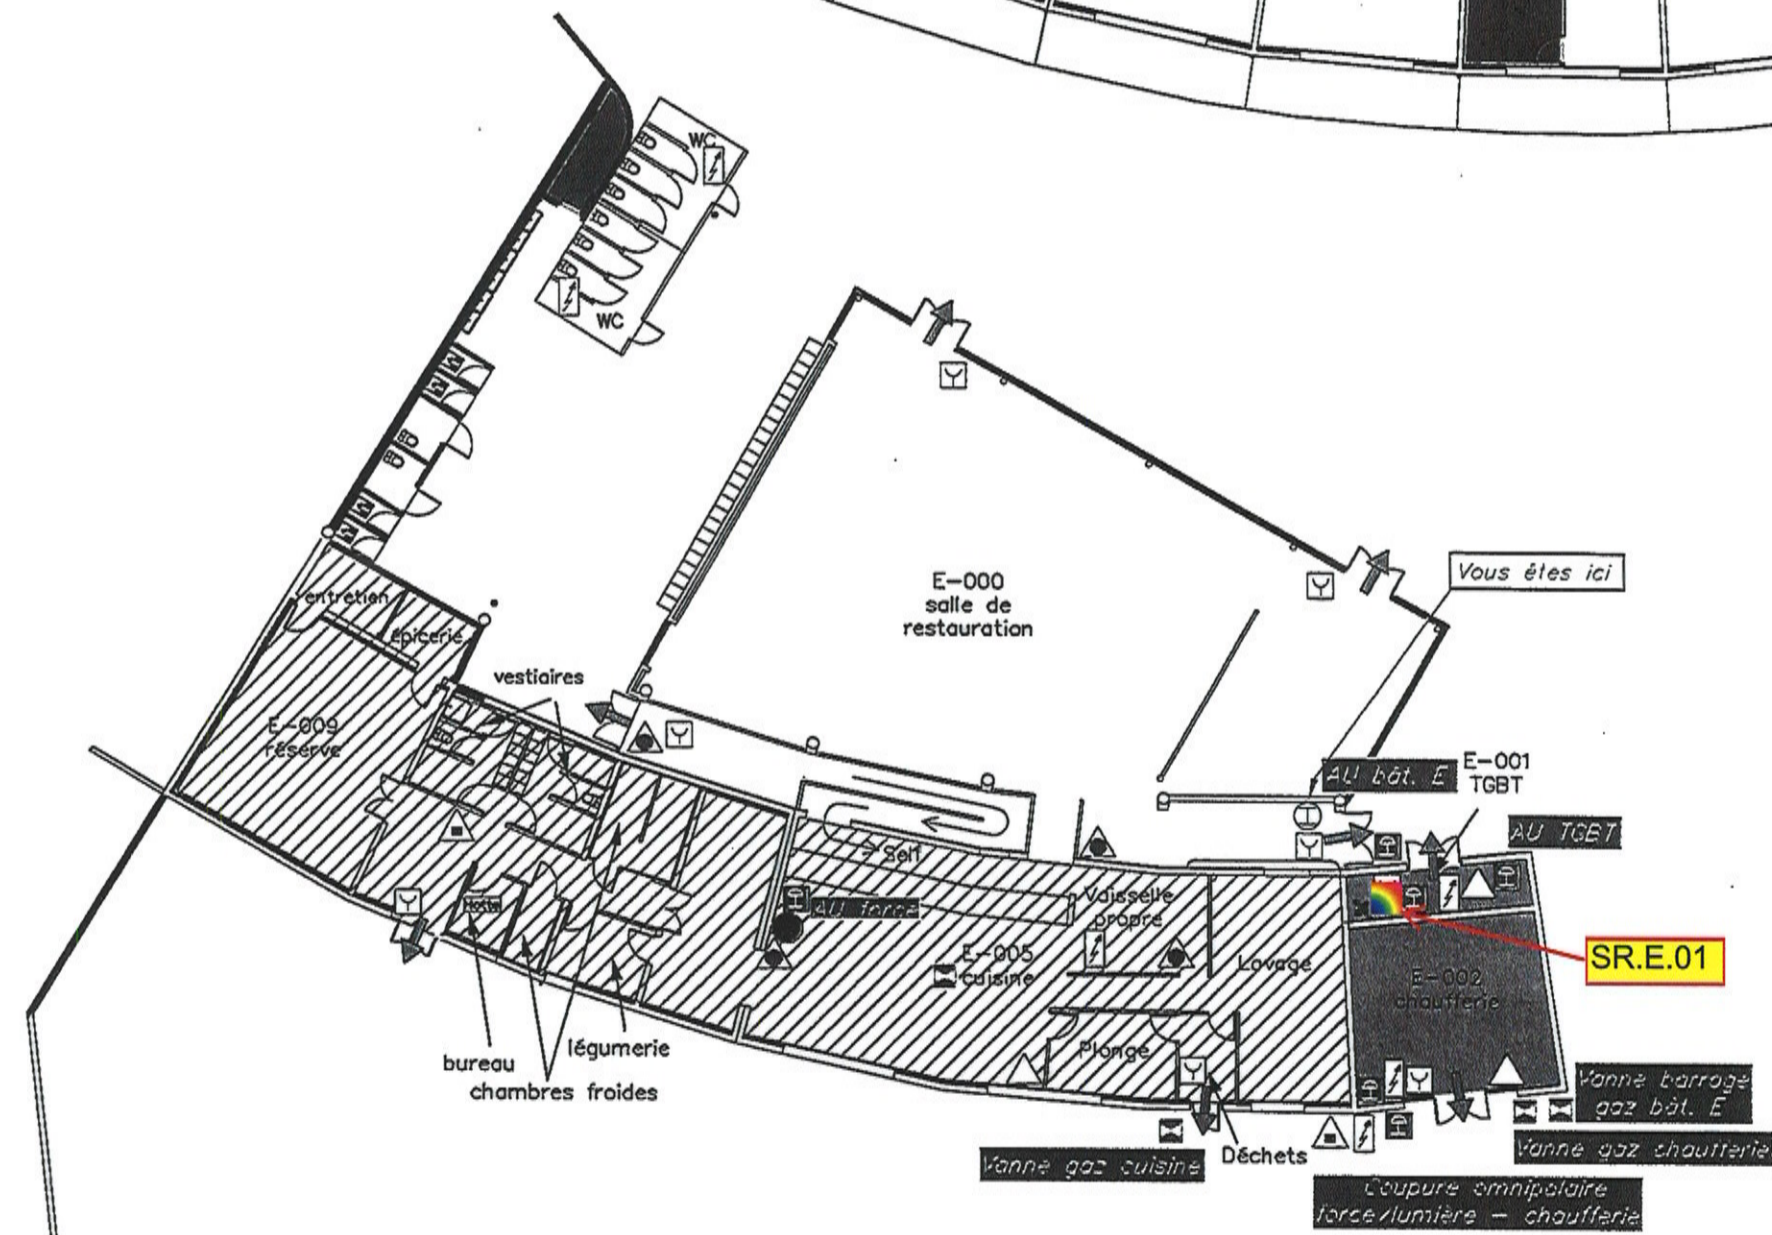 WC
WC
Vous êtes ici
E-000
salle de
restauration
entretien
épicerie
vestiaires
E-009
réserve
AU bât. E
E-001
TGBT
AU TGBT
Self
Hotte
AU force
Vaisselle
propre
SR.E.01
E-005
cuisine
Lavage
E-002
chaufferie
bureau
légumerie
chambres froides
Plonge
Vanne barrage
gaz bât. E
Vanne gaz cuisine
Déchets
Vanne gaz chaufferie
Coupure omnipolaire
force/lumière - chaufferie